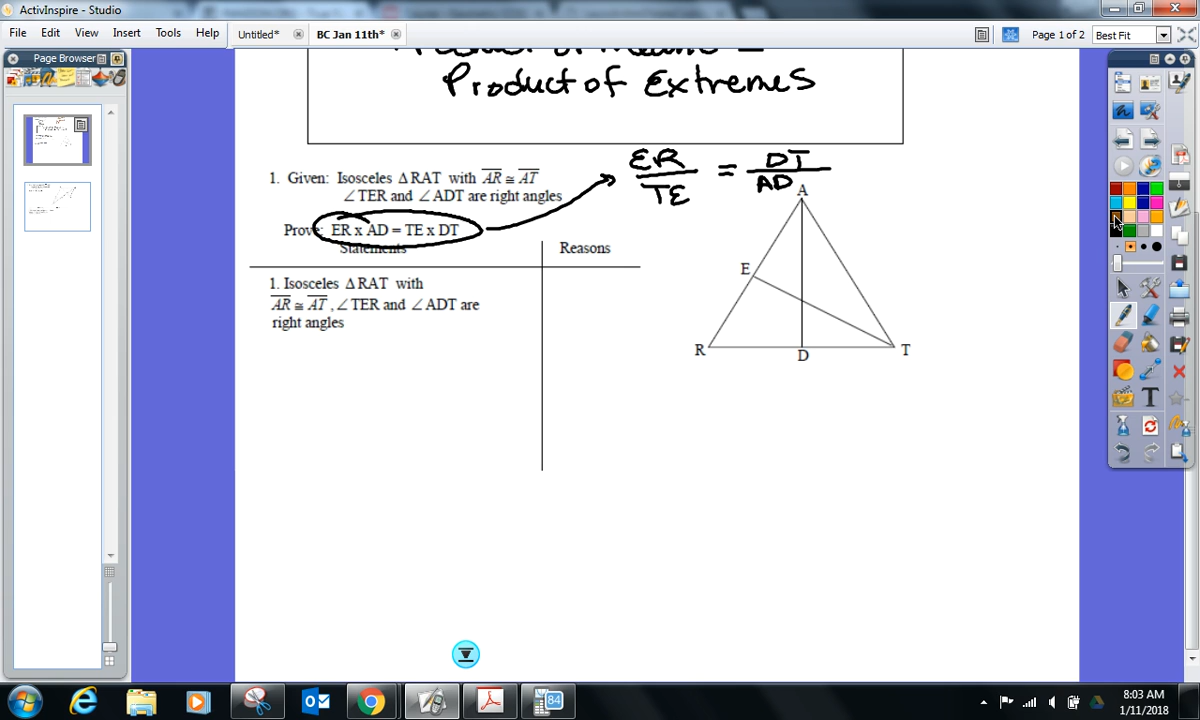 ActivInspire - Studio
File Edit View Insert Tools Help
Untitled*
BC Jan 11th*
Page 1 of 2
Best Fit
Page Browser
Product of Extremes
1. Given: Isosceles △RAT with AR ≅ AT
∠TER and ∠ADT are right angles
Prove: ER x AD = TE x DT
ER/TE = DT/AD
Statements
Reasons
1. Isosceles △RAT with
AR ≅ AT, ∠TER and ∠ADT are
right angles
A
E
R
D
T
T
84
8:03 AM
1/11/2018